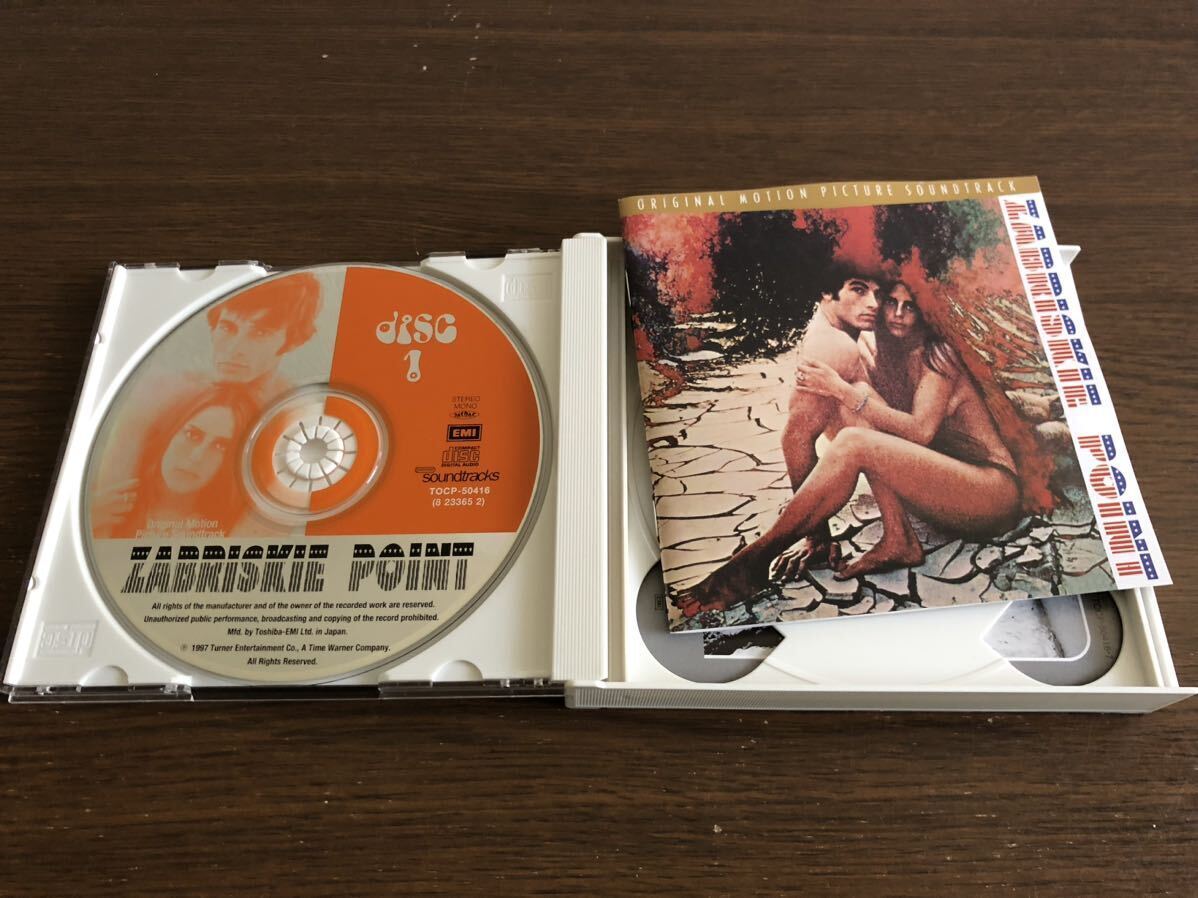 disc
1
STEREO
MONO
EMI
COMPACT
disc
DIGITAL AUDIO
soundtracks
TOCP-50416
(8 23365 2)
Original Motion
Picture Soundtrack
ZABRISKIE POINT
All rights of the manufacturer and of the owner of the recorded work are reserved.
Unauthorized public performance, broadcasting and copying of the record prohibited.
Mfd. by Toshiba-EMI Ltd. in Japan.
℗ 1997 Turner Entertainment Co., A Time Warner Company.
All Rights Reserved.
ORIGINAL MOTION PICTURE SOUNDTRACK
ZABRISKIE POINT